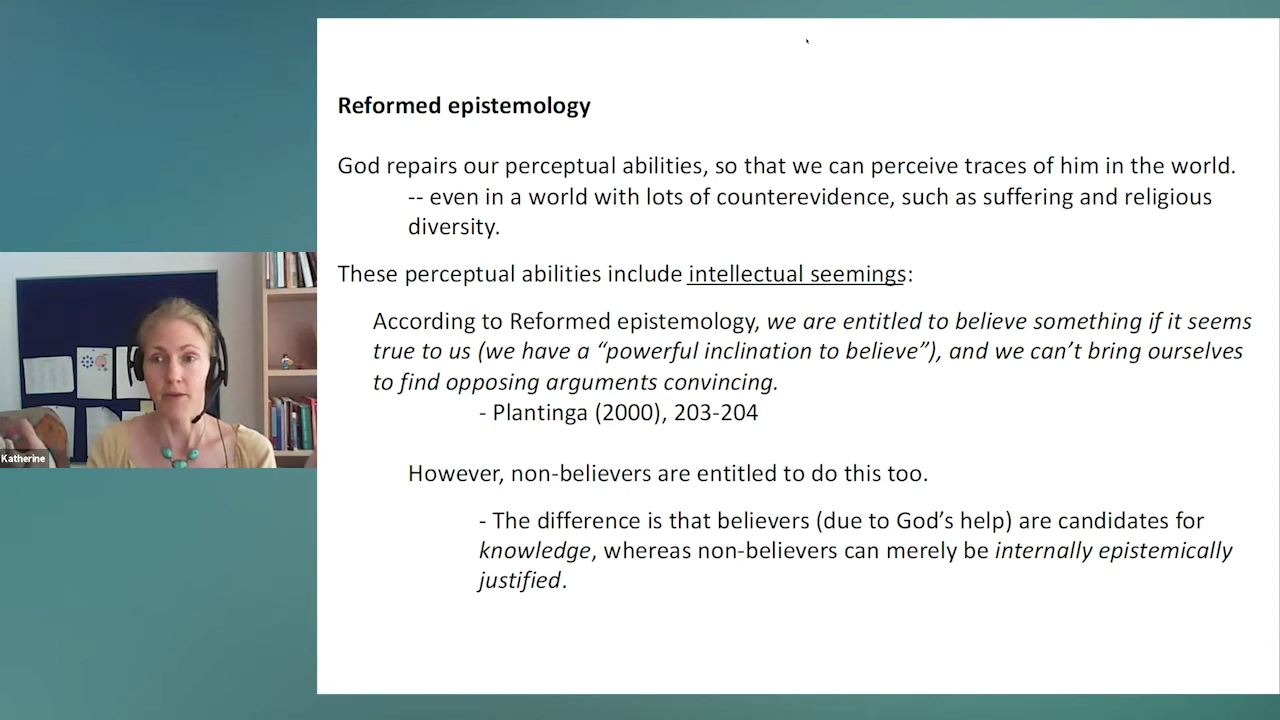 Reformed epistemology
God repairs our perceptual abilities, so that we can perceive traces of him in the world.
-- even in a world with lots of counterevidence, such as suffering and religious
diversity.
These perceptual abilities include intellectual seemings:
According to Reformed epistemology, we are entitled to believe something if it seems
true to us (we have a “powerful inclination to believe”), and we can’t bring ourselves
to find opposing arguments convincing.
- Plantinga (2000), 203-204
However, non-believers are entitled to do this too.
- The difference is that believers (due to God’s help) are candidates for
knowledge, whereas non-believers can merely be internally epistemically
justified.
Katherine